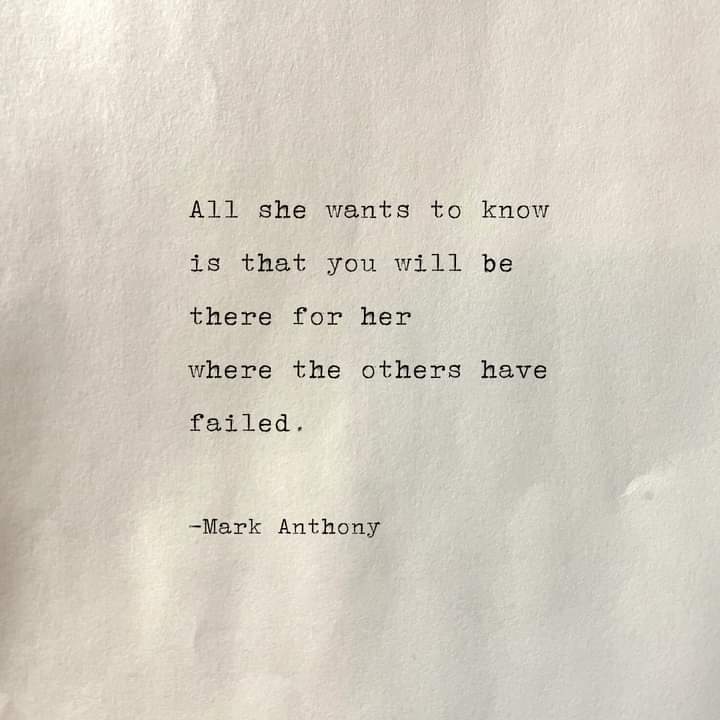 All she wants to know
is that you will be
there for her
where the others have
failed.
-Mark Anthony